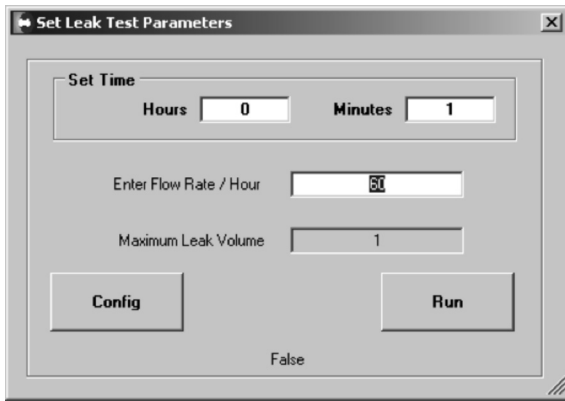 Set Leak Test Parameters
Set Time
Hours 0 Minutes 1
Enter Flow Rate / Hour 60
Maximum Leak Volume 1
Config Run
False